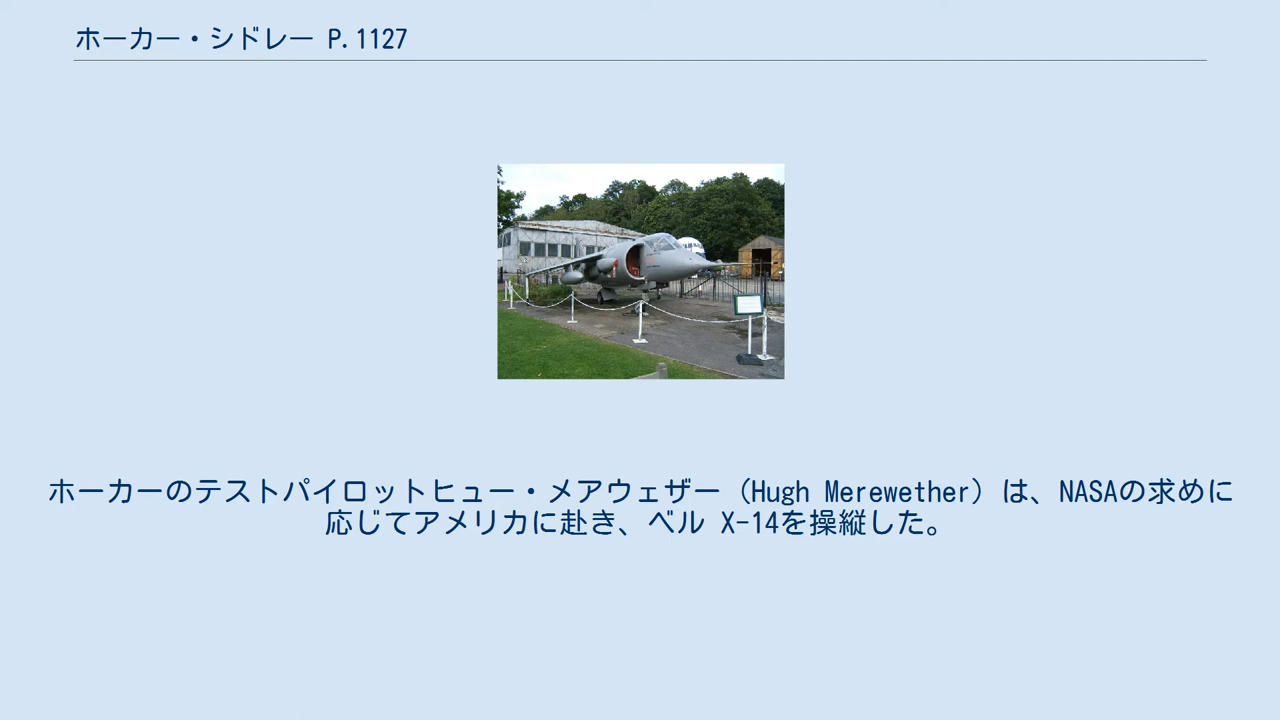 ホーカー・シドレー P.1127
ホーカーのテストパイロットヒュー・メアウェザー（Hugh Merewether）は、NASAの求めに
応じてアメリカに赴き、ベル X-14を操縦した。